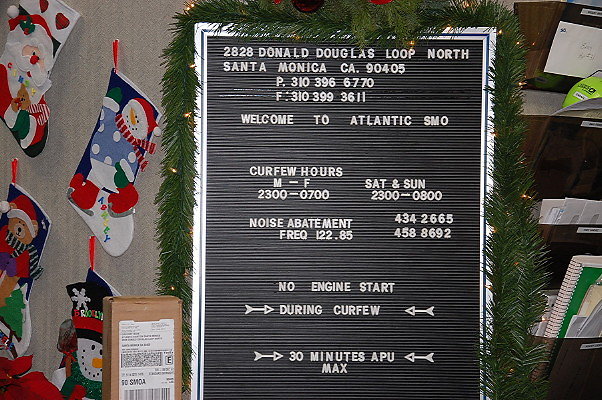 2828 DONALD DOUGLAS LOOP NORTH
SANTA MONICA CA. 90405
P. 310 396 6770
F: 310 399 3611
WELCOME TO ATLANTIC SMO
CURFEW HOURS
M — F SAT & SUN
2300-0700 2300-0800
NOISE ABATEMENT 434 2665
FREQ 122.85 458 8692
NO ENGINE START
DURING CURFEW
30 MINUTES APU
MAX
E
90 SMOA